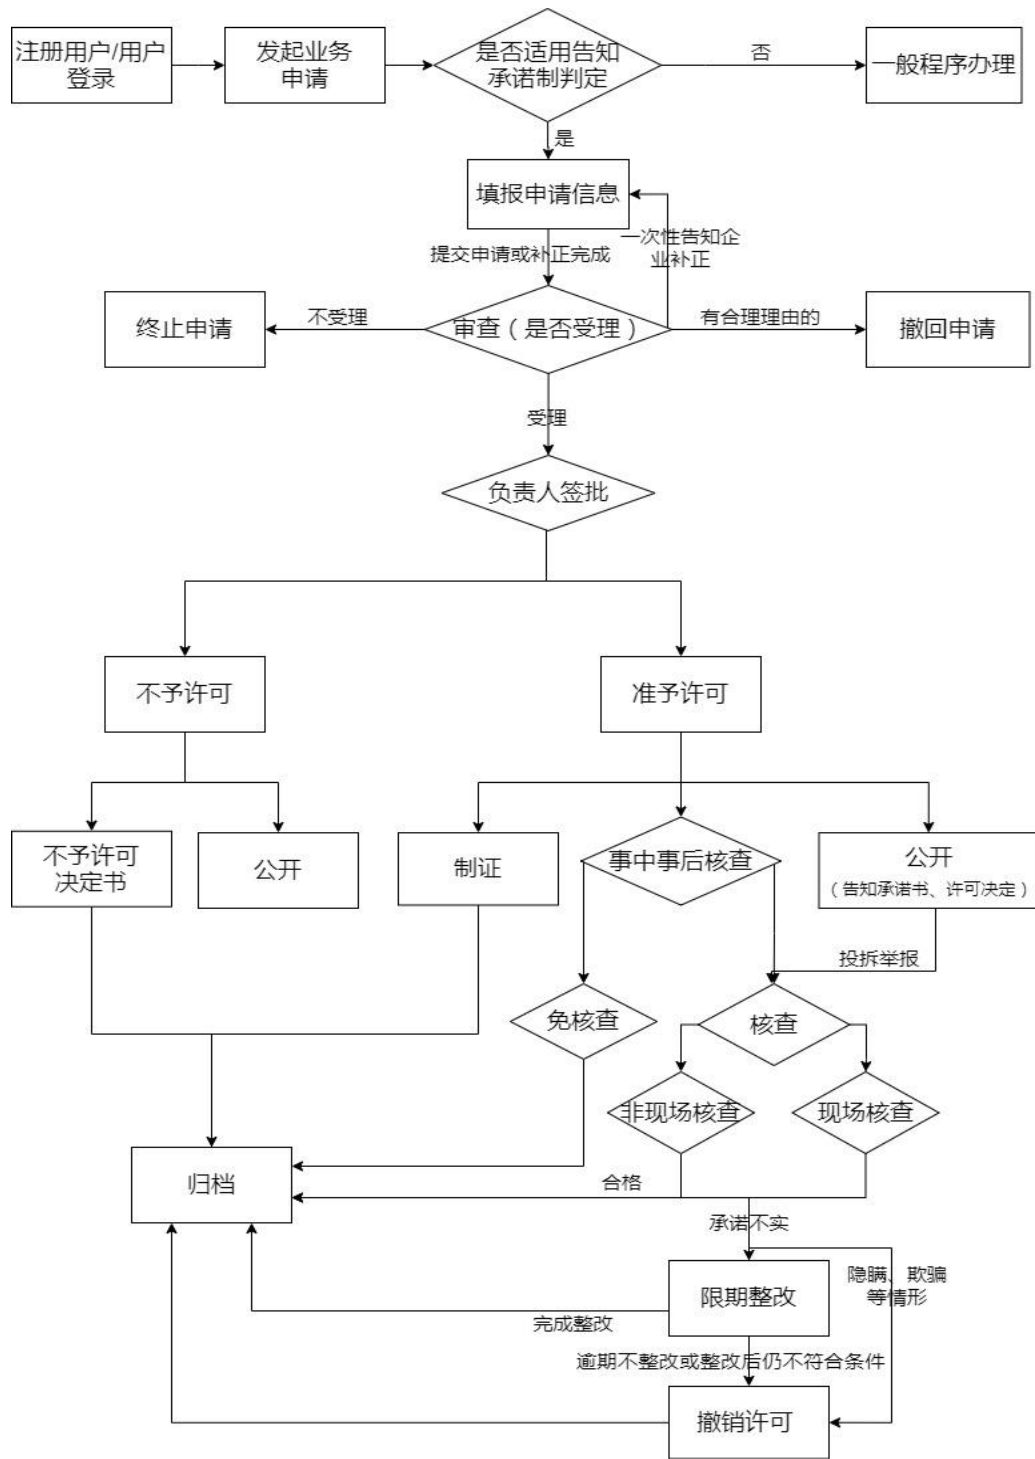 注册用户/用户
登录
发起业务
申请
是否适用告知
承诺制判定
否
一般程序办理
是
填报申请信息
提交申请或补正完成
一次性告知企
业补正
终止申请
不受理
审查（是否受理）
有合理理由的
撤回申请
受理
负责人签批
不予许可
准予许可
不予许可
决定书
公开
制证
事中事后核查
公开
（告知承诺书、许可决定）
投拆举报
免核查
核查
非现场核查
现场核查
归档
合格
承诺不实
限期整改
隐瞒、欺骗
等情形
完成整改
逾期不整改或整改后仍不符合条件
撤销许可